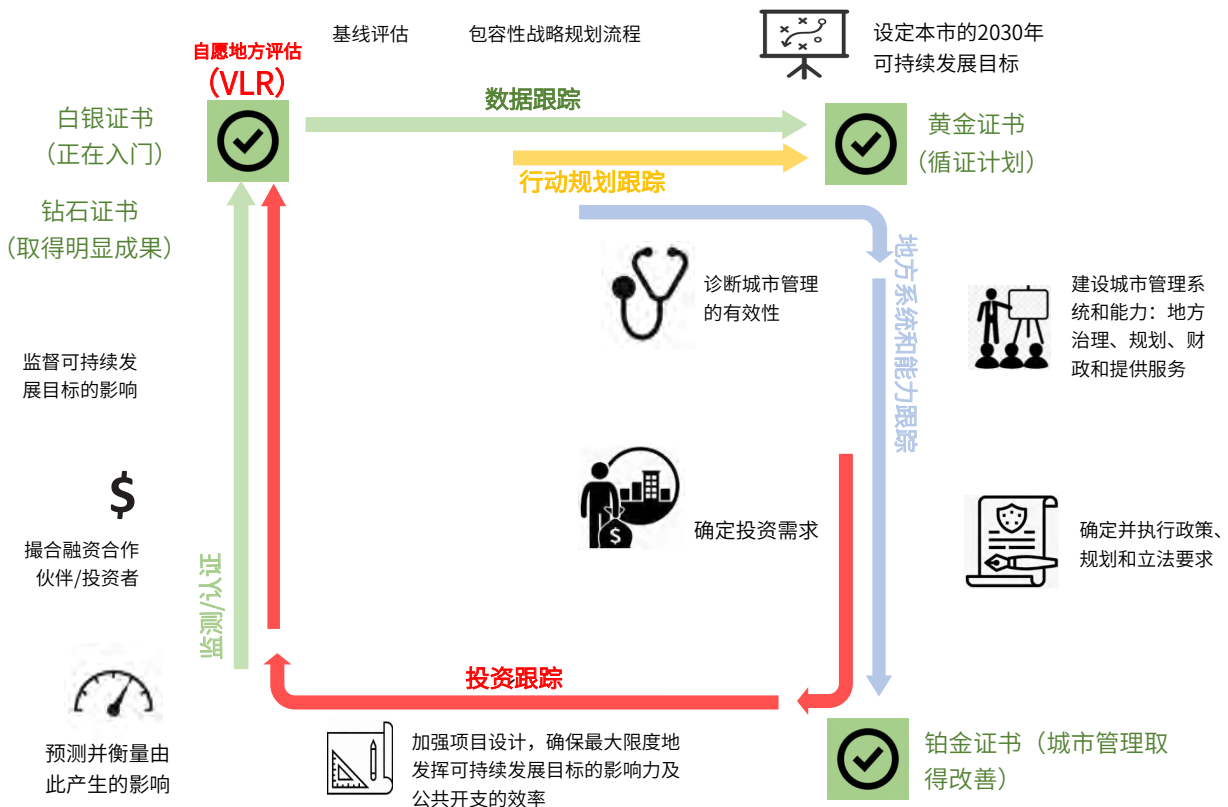 基线评估
包容性战略规划流程
设定本市的2030年
可持续发展目标
自愿地方评估
（VLR）
数据跟踪
白银证书
（正在入门）
黄金证书
（循证计划）
行动规划跟踪
钻石证书
（取得明显成果）
地方系统和能力跟踪
诊断城市管理
的有效性
建设城市管理系
统和能力：地方
治理、规划、财
政和提供服务
监督可持续发
展目标的影响
$
撮合融资合作
伙伴/投资者
$
确定投资需求
确定并执行政策、
规划和立法要求
监测/认证
投资跟踪
预测并衡量由
此产生的影响
加强项目设计，确保最大限度地
发挥可持续发展目标的影响力及
公共开支的效率
铂金证书（城市管理取
得改善）